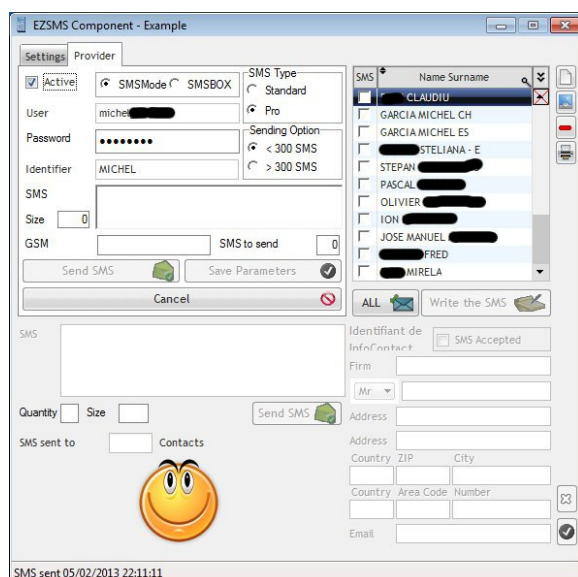 EZSMS Component - Example
Settings Provider
Active SMSMode SMSBOX
SMS Type
Standard
Pro
User michel
Password
Sending Option
< 300 SMS
> 300 SMS
Identifier MICHEL
SMS
Size 0
GSM SMS to send 0
Send SMS Save Parameters
Cancel
SMS Name Surname
CLAUDIU
GARCIA MICHEL CH
GARCIA MICHEL ES
STELIANA - E
STEPAN
PASCAL
OLIVIER
ION
JOSE MANUEL
FRED
MIRELA
ALL Write the SMS
SMS
Quantity Size Send SMS
SMS sent to Contacts
Identifiant de
InfoContact
SMS Accepted
Firm
Mr
Address
Address
Country ZIP City
Country Area Code Number
Email
SMS sent 05/02/2013 22:11:11